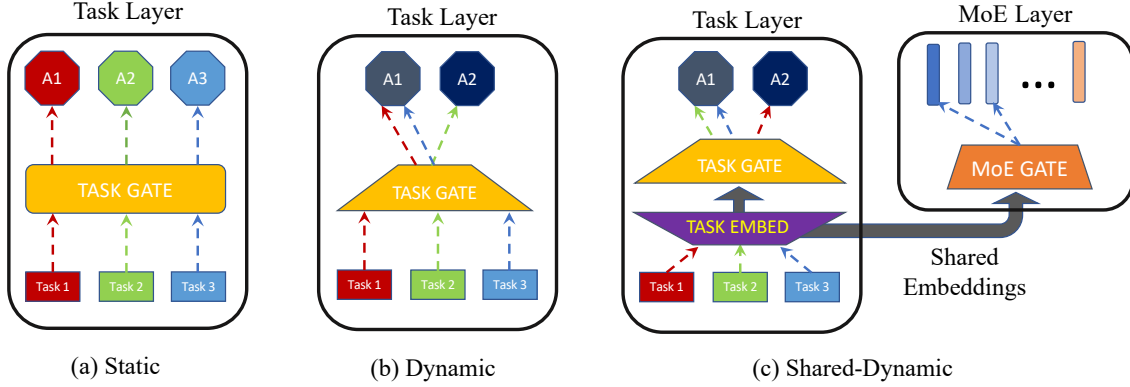 Task Layer
A1 A2 A3
TASK GATE
Task 1 Task 2 Task 3
(a) Static
Task Layer
A1 A2
TASK GATE
Task 1 Task 2 Task 3
(b) Dynamic
Task Layer
A1 A2
TASK GATE
TASK EMBED
Task 1 Task 2 Task 3
MoE Layer
...
MoE GATE
Shared
Embeddings
(c) Shared-Dynamic